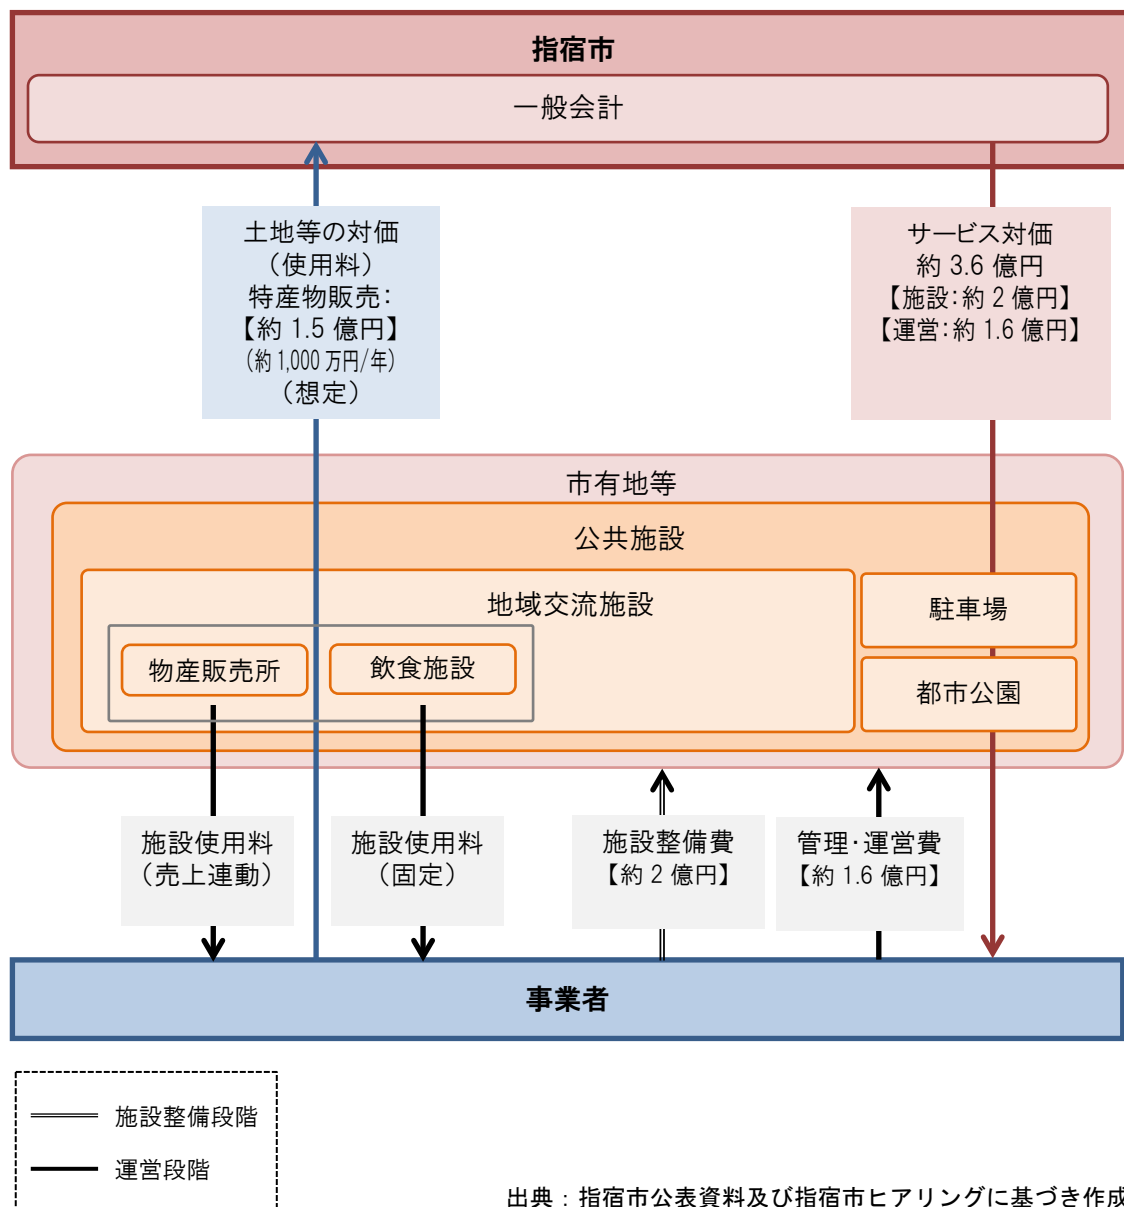 指宿市
一般会計
土地等の対価
（使用料）
特産物販売：
【約 1.5 億円】
（約 1,000 万円/年）
（想定）
サービス対価
約 3.6 億円
【施設：約 2 億円】
【運営：約 1.6 億円】
市有地等
公共施設
地域交流施設
駐車場
物産販売所
飲食施設
都市公園
施設使用料
（売上連動）
施設使用料
（固定）
施設整備費
【約 2 億円】
管理・運営費
【約 1.6 億円】
事業者
施設整備段階
運営段階
出典：指宿市公表資料及び指宿市ヒアリングに基づき作成